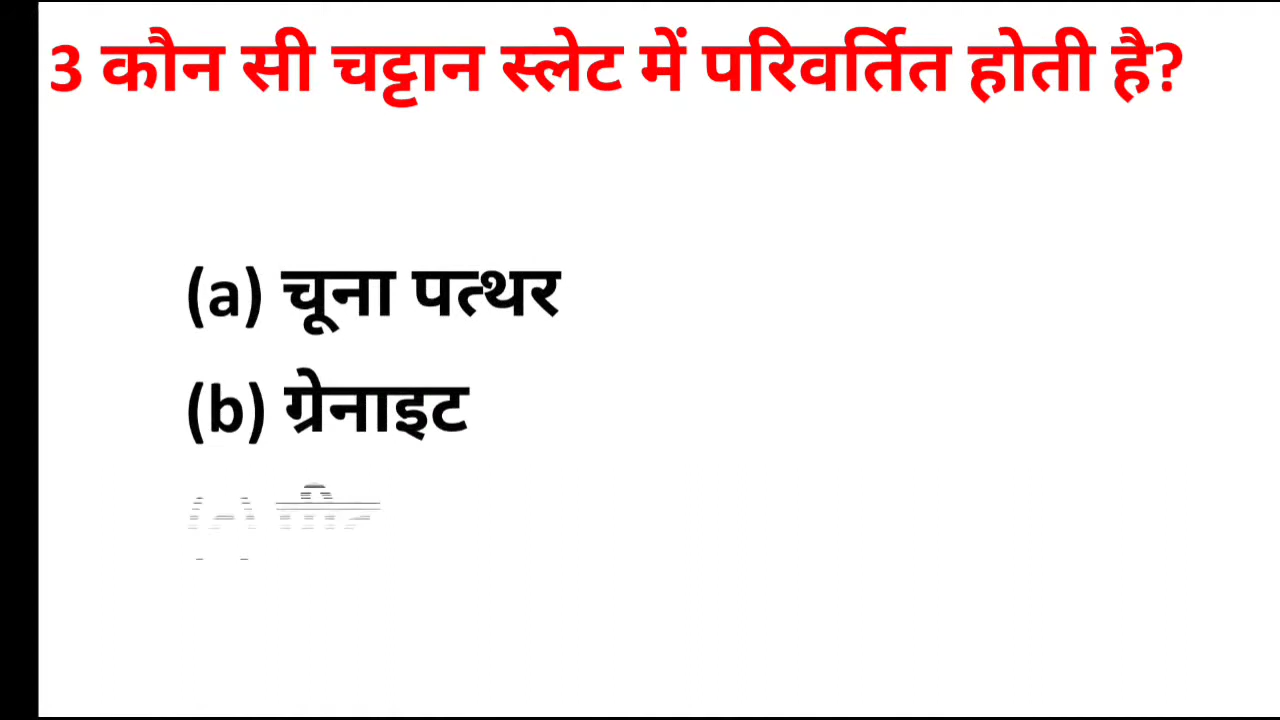 3 कौन सी चट्टान स्लेट में परिवर्तित होती है?
(a) चूना पत्थर
(b) ग्रेनाइट